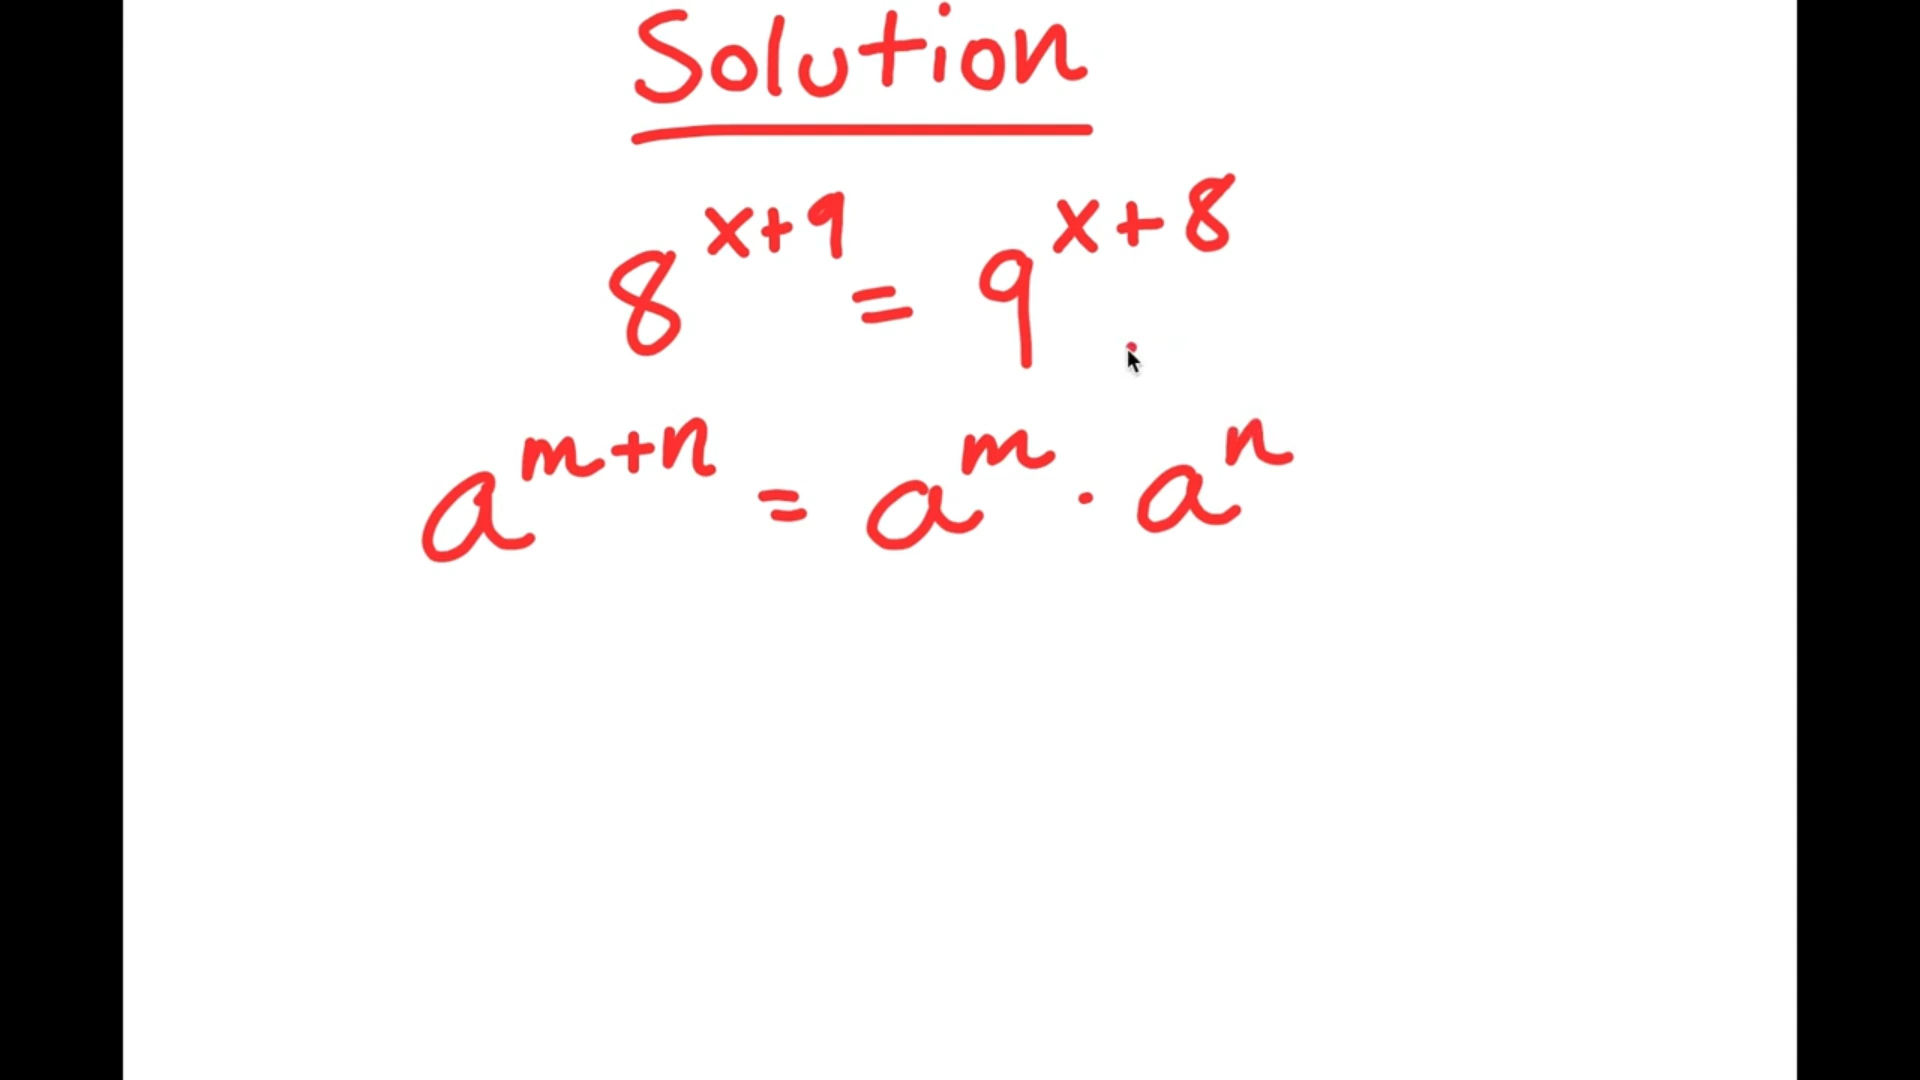 Solution
8^{x+9} = 9^{x+8}
a^{m+n} = a^m · a^n